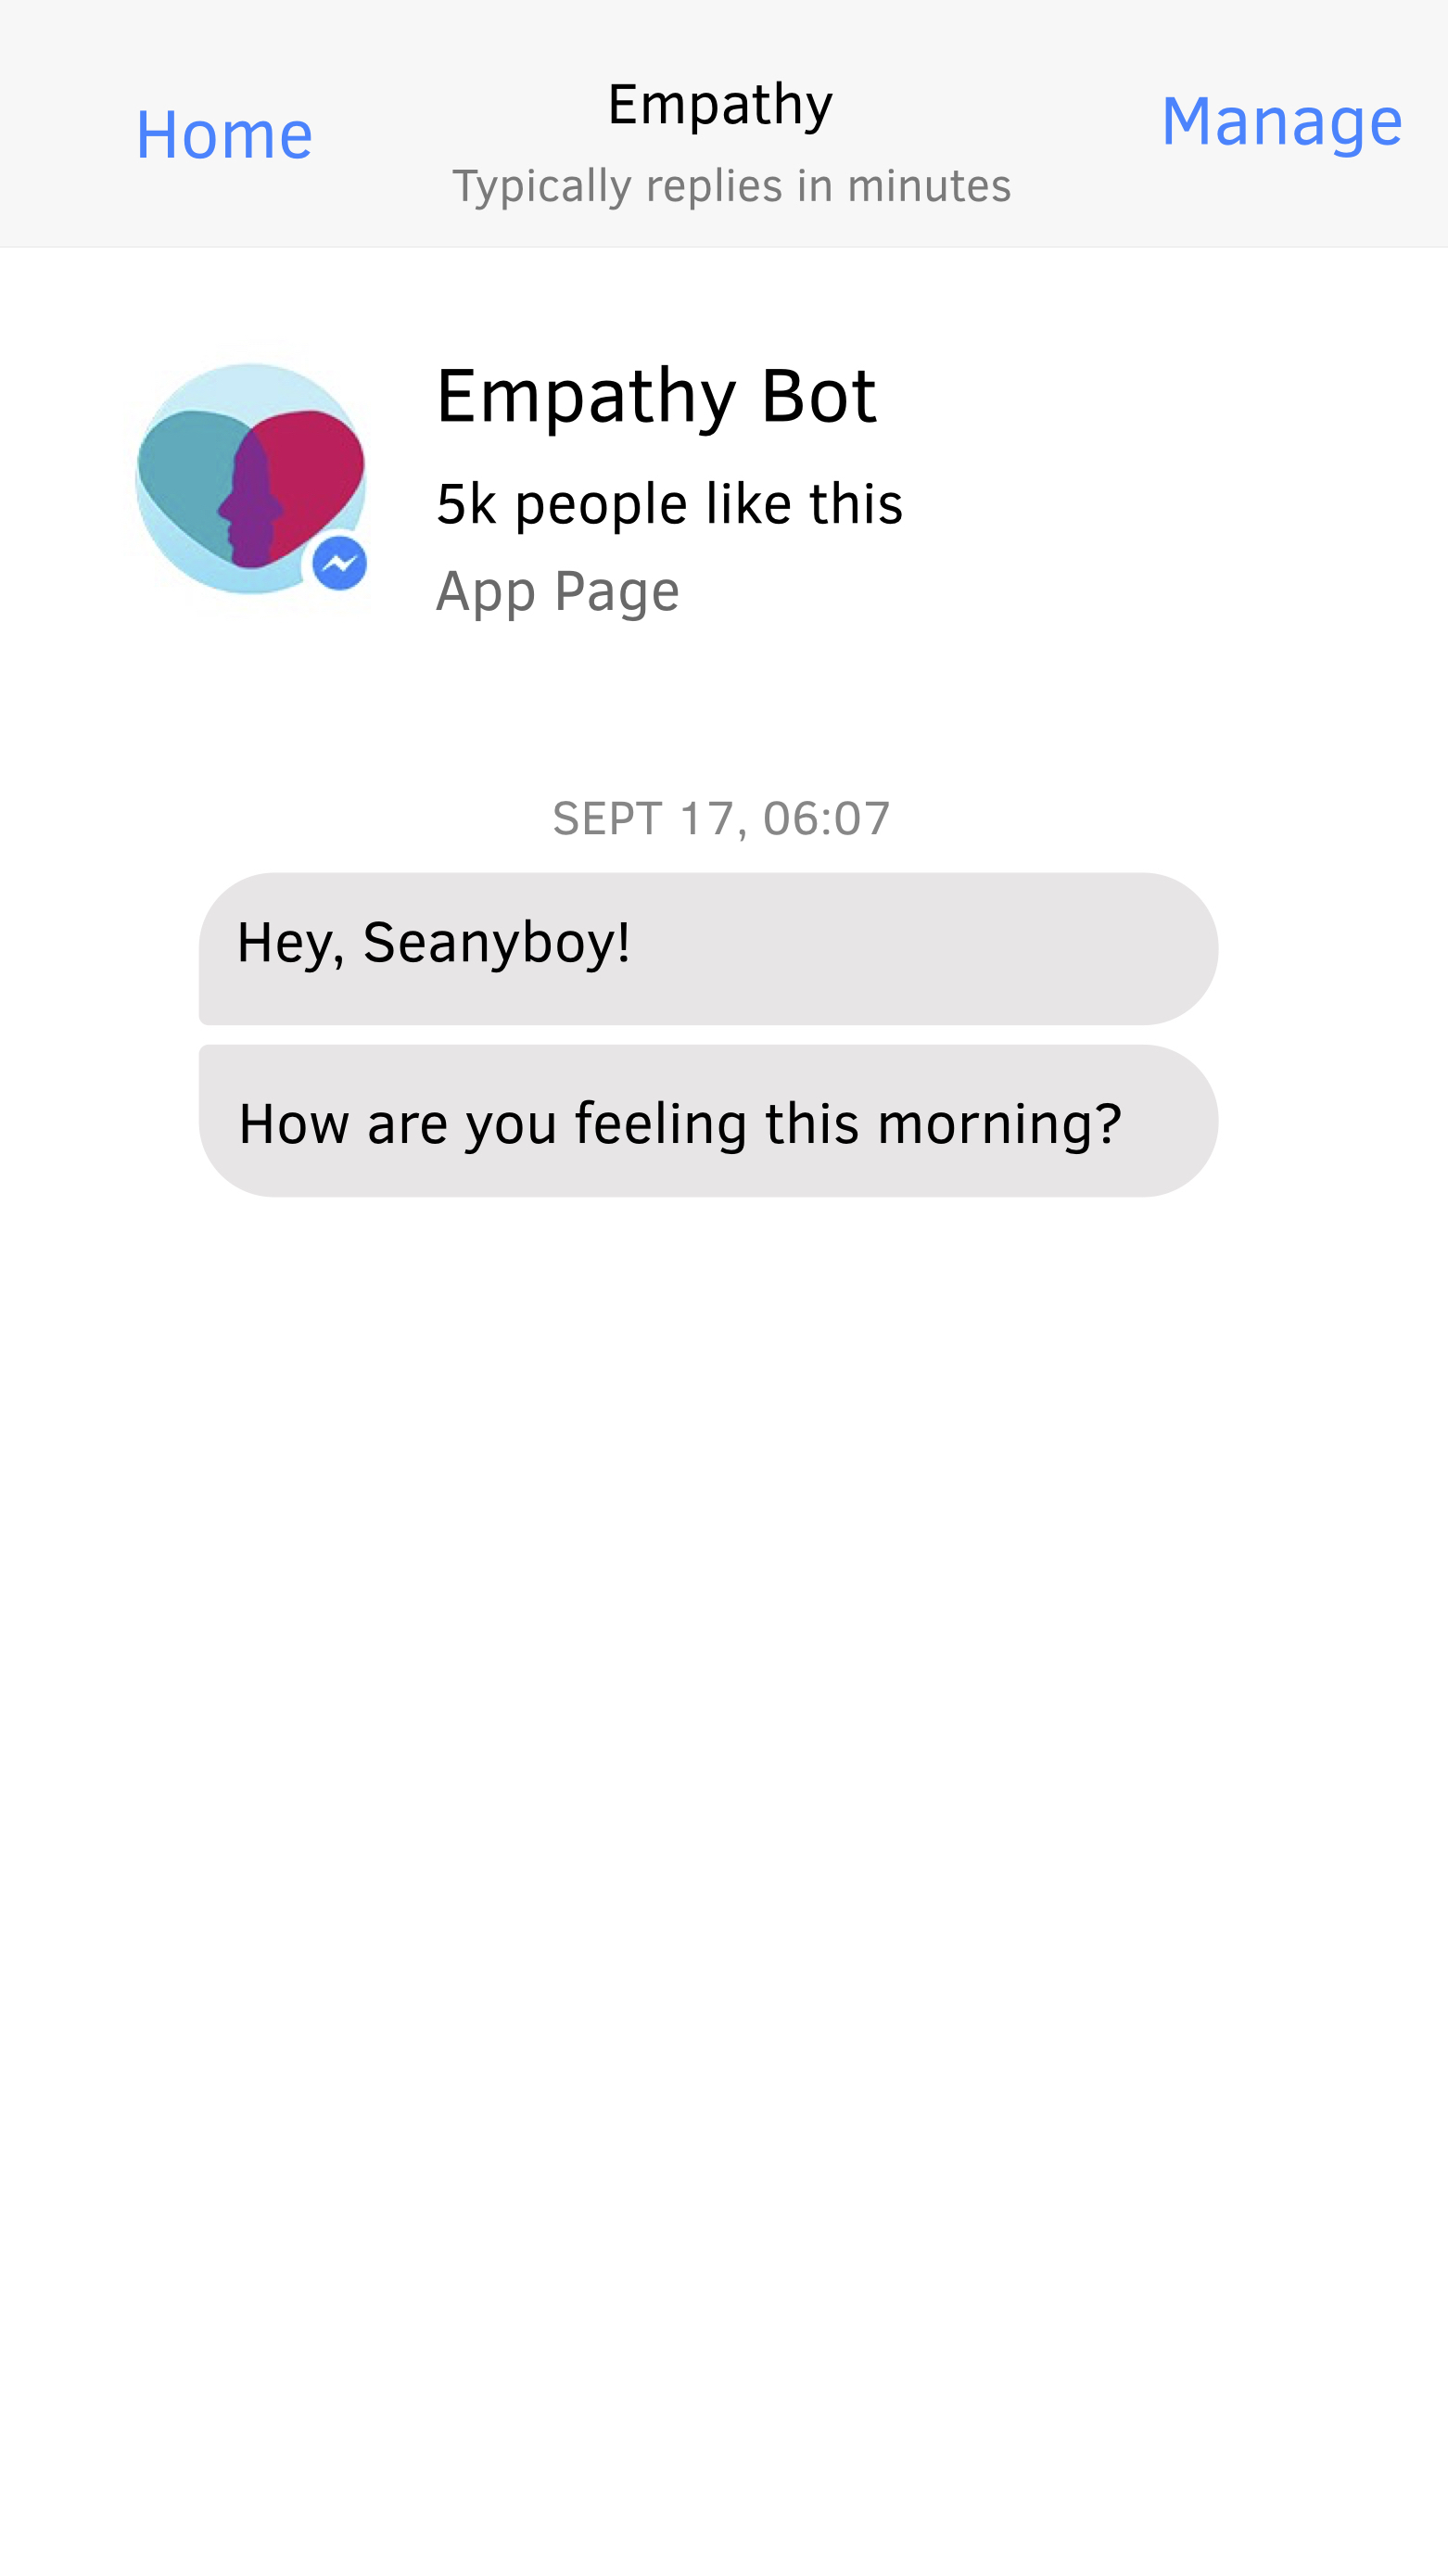 Home
Empathy
Manage
Typically replies in minutes
Empathy Bot
5k people like this
App Page
SEPT 17, 06:07
Hey, Seanyboy!
How are you feeling this morning?